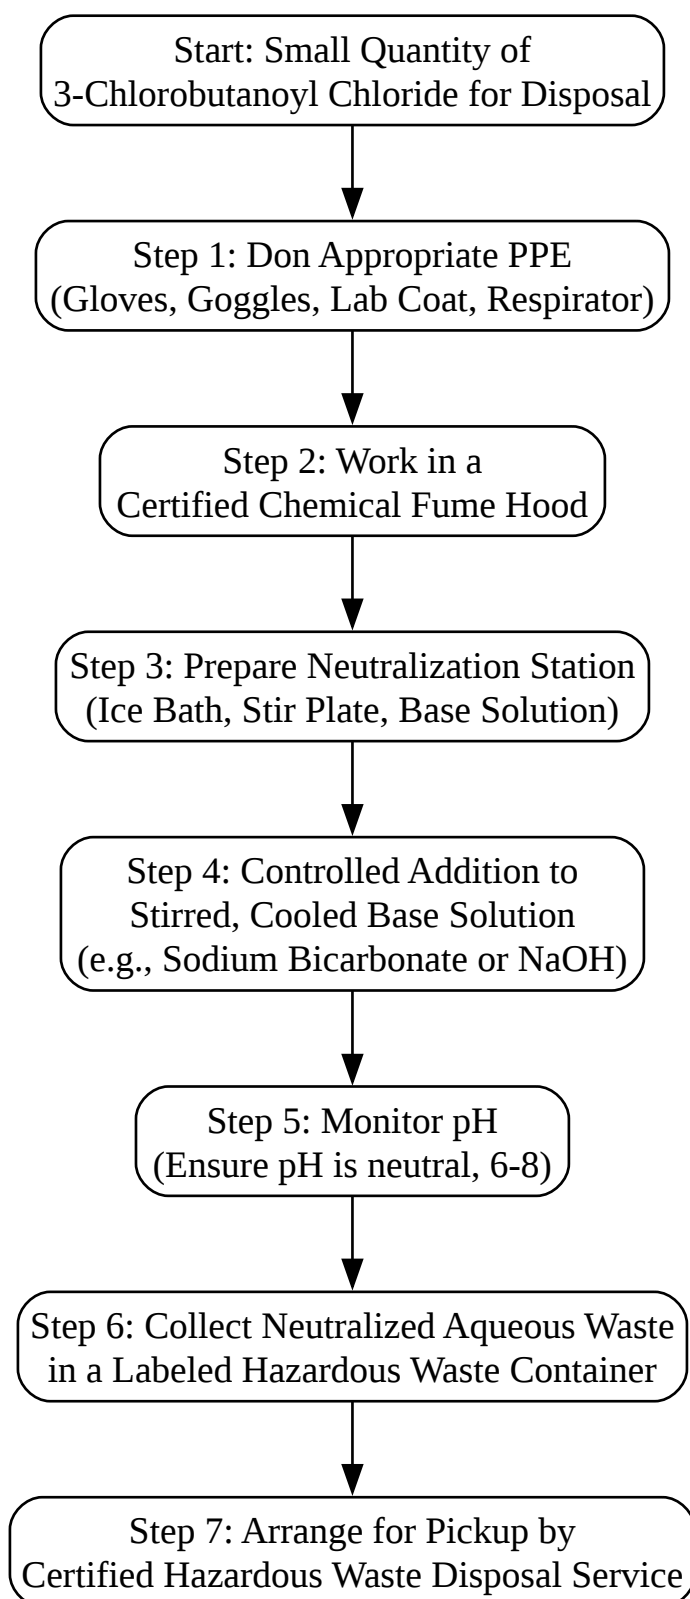 Start: Small Quantity of
3-Chlorobutanoyl Chloride for Disposal
Step 1: Don Appropriate PPE
(Gloves, Goggles, Lab Coat, Respirator)
Step 2: Work in a
Certified Chemical Fume Hood
Step 3: Prepare Neutralization Station
(Ice Bath, Stir Plate, Base Solution)
Step 4: Controlled Addition to
Stirred, Cooled Base Solution
(e.g., Sodium Bicarbonate or NaOH)
Step 5: Monitor pH
(Ensure pH is neutral, 6-8)
Step 6: Collect Neutralized Aqueous Waste
in a Labeled Hazardous Waste Container
Step 7: Arrange for Pickup by
Certified Hazardous Waste Disposal Service